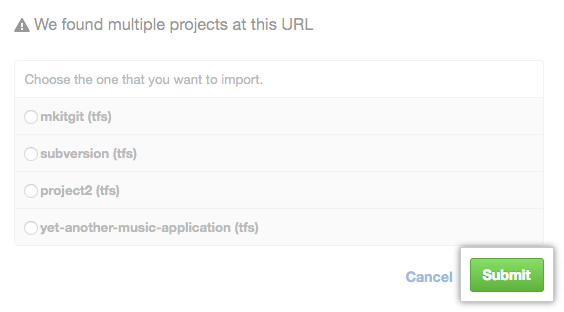 We found multiple projects at this URL
Choose the one that you want to import.
mkitgit (tfs)
subversion (tfs)
project2 (tfs)
yet-another-music-application (tfs)
Cancel Submit